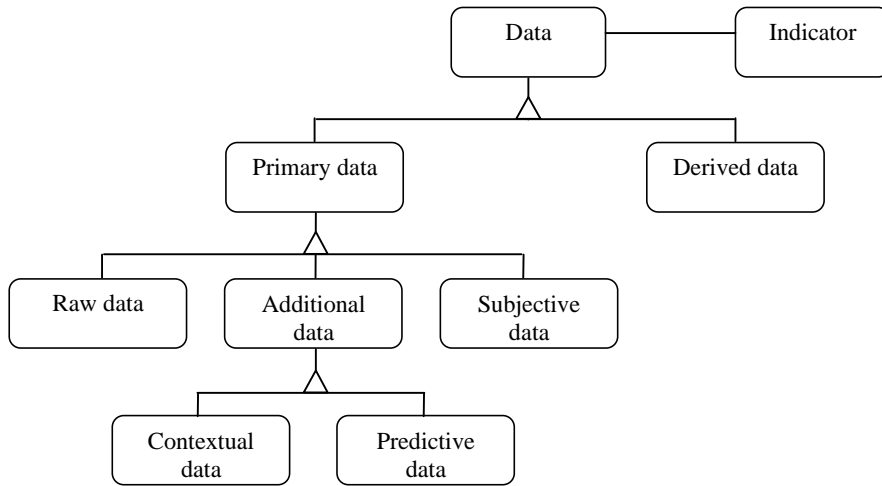 Data
Indicator
Primary data
Derived data
Raw data
Additional
data
Subjective
data
Contextual
data
Predictive
data